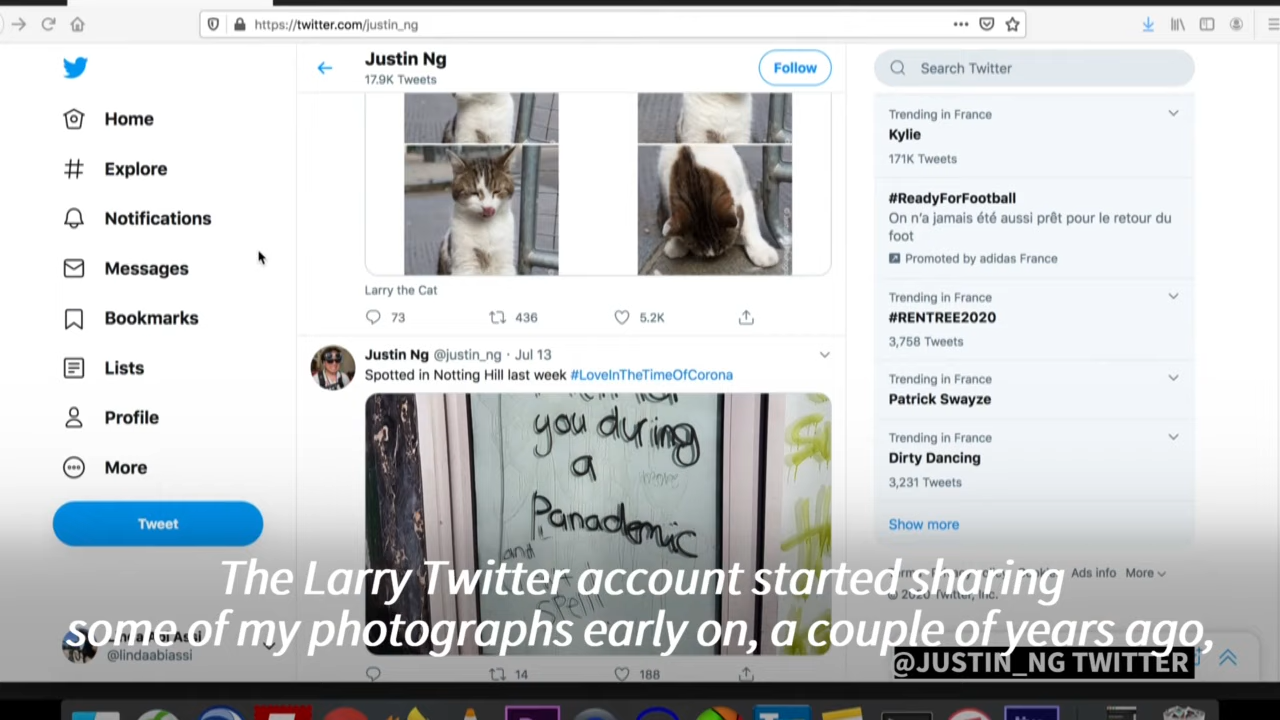 https://twitter.com/justin_ng
Justin Ng
17.9K Tweets
Follow
Search Twitter
Home
Explore
Notifications
Messages
Bookmarks
Lists
Profile
More
Tweet
Larry the Cat
73 436 5.2K
Justin Ng @justin_ng · Jul 13
Spotted in Notting Hill last week #LoveInTheTimeOfCorona
you during
a
Panademic
and
spell
14 188
Trending in France
Kylie
171K Tweets
#ReadyForFootball
On n'a jamais été aussi prêt pour le retour du
foot
Promoted by adidas France
Trending in France
#RENTREE2020
3,758 Tweets
Trending in France
Patrick Swayze
Trending in France
Dirty Dancing
3,231 Tweets
Show more
Ads info More
Twitter, Inc.
@lindaabiassi
The Larry Twitter account started sharing
some of my photographs early on, a couple of years ago,
@JUSTIN_NG TWITTER